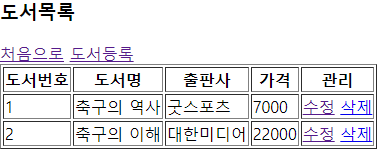 도서목록
처음으로 도서등록
도서번호 도서명 출판사 가격 관리
1 축구의 역사 굿스포츠 7000 수정 삭제
2 축구의 이해 대한미디어 22000 수정 삭제